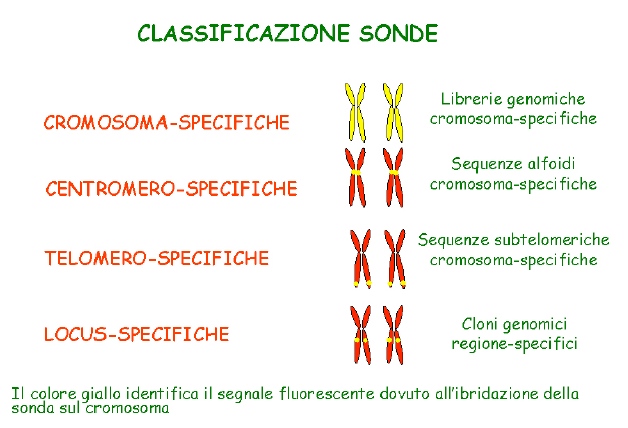 CLASSIFICAZIONE SONDE
CROMOSOMA-SPECIFICHE
Librerie genomiche
cromosoma-specifiche
CENTROMERO-SPECIFICHE
Sequenze alfoidi
cromosoma-specifiche
TELOMERO-SPECIFICHE
Sequenze subtelomeriche
cromosoma-specifiche
LOCUS-SPECIFICHE
Cloni genomici
regione-specifici
Il colore giallo identifica il segnale fluorescente dovuto all'ibridazione della
sonda sul cromosoma